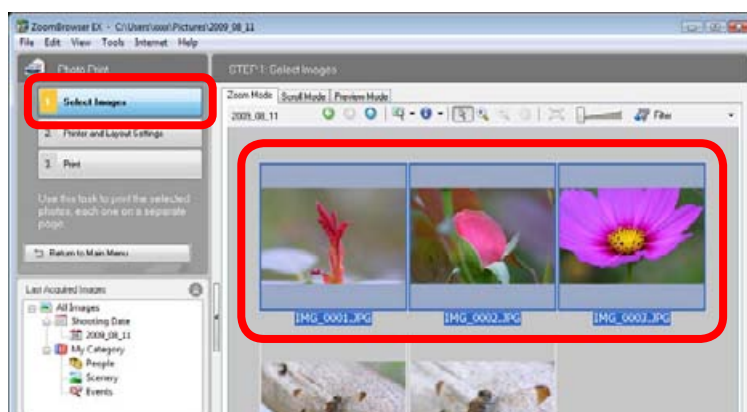 ZoomBrowser EX - C:\Users\xxxx\Pictures\2009_08_11
File Edit View Tools Internet Help
Photo Print
STEP 1: Select Images
1 Select Images
Zoom Mode Scroll Mode Preview Mode
2009_08_11
Filter
2. Printer and Layout Settings
3. Print
Use this task to print the selected
photos, each one on a separate
page.
Return to Main Menu
Last Acquired Images
All Images
Shooting Date
2009_08_11
My Category
People
Scenery
Events
IMG_0001.JPG IMG_0002.JPG IMG_0003.JPG